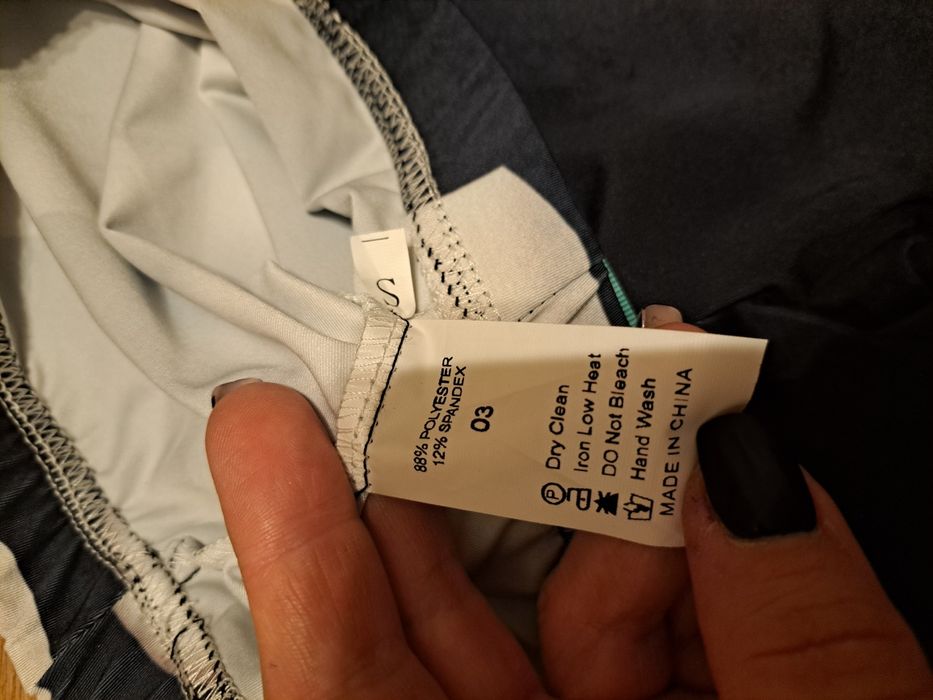 S
88% POLYESTER
12% SPANDEX
03
P Dry Clean
Iron Low Heat
DO Not Bleach
Hand Wash
MADE IN CHINA